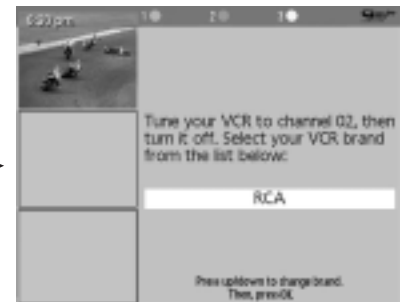 6:20 pm 1 2 3
Tune your VCR to channel 02, then
turn it off. Select your VCR brand
from the list below:
RCA
Press up/down to change brand.
Then, press OK.